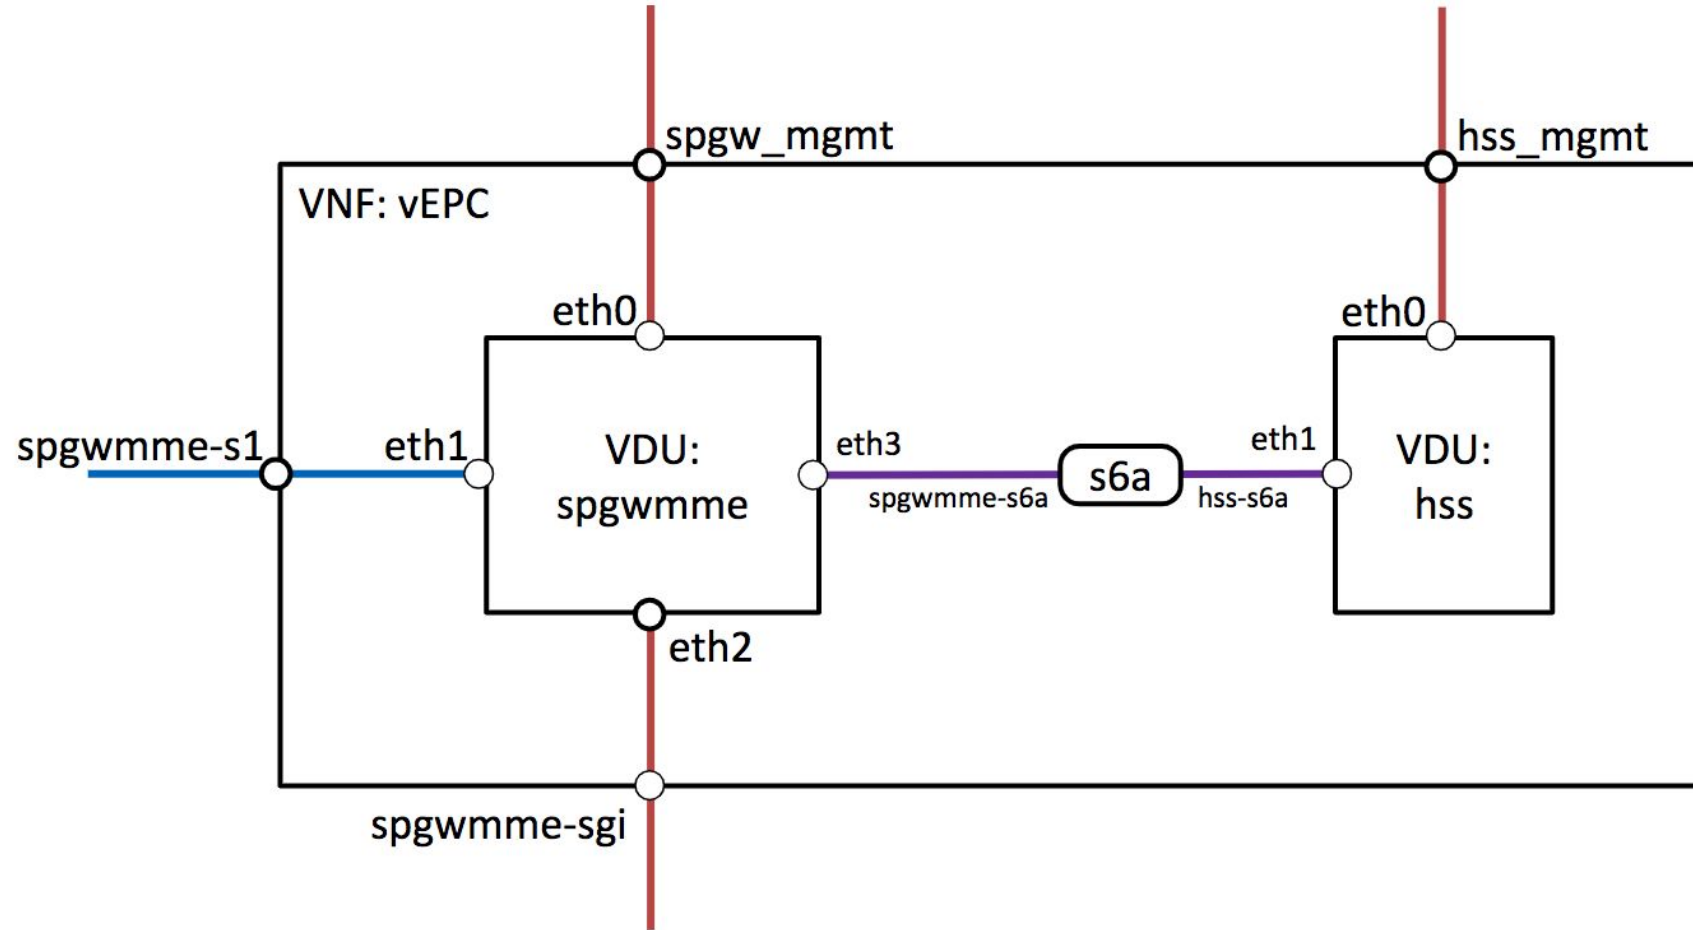 spgw_mgmt
hss_mgmt
VNF: vEPC
eth0
eth0
spgwmme-s1
eth1
VDU:
spgwmme
eth3
spgwmme-s6a
s6a
eth1
hss-s6a
VDU:
hss
eth2
spgwmme-sgi